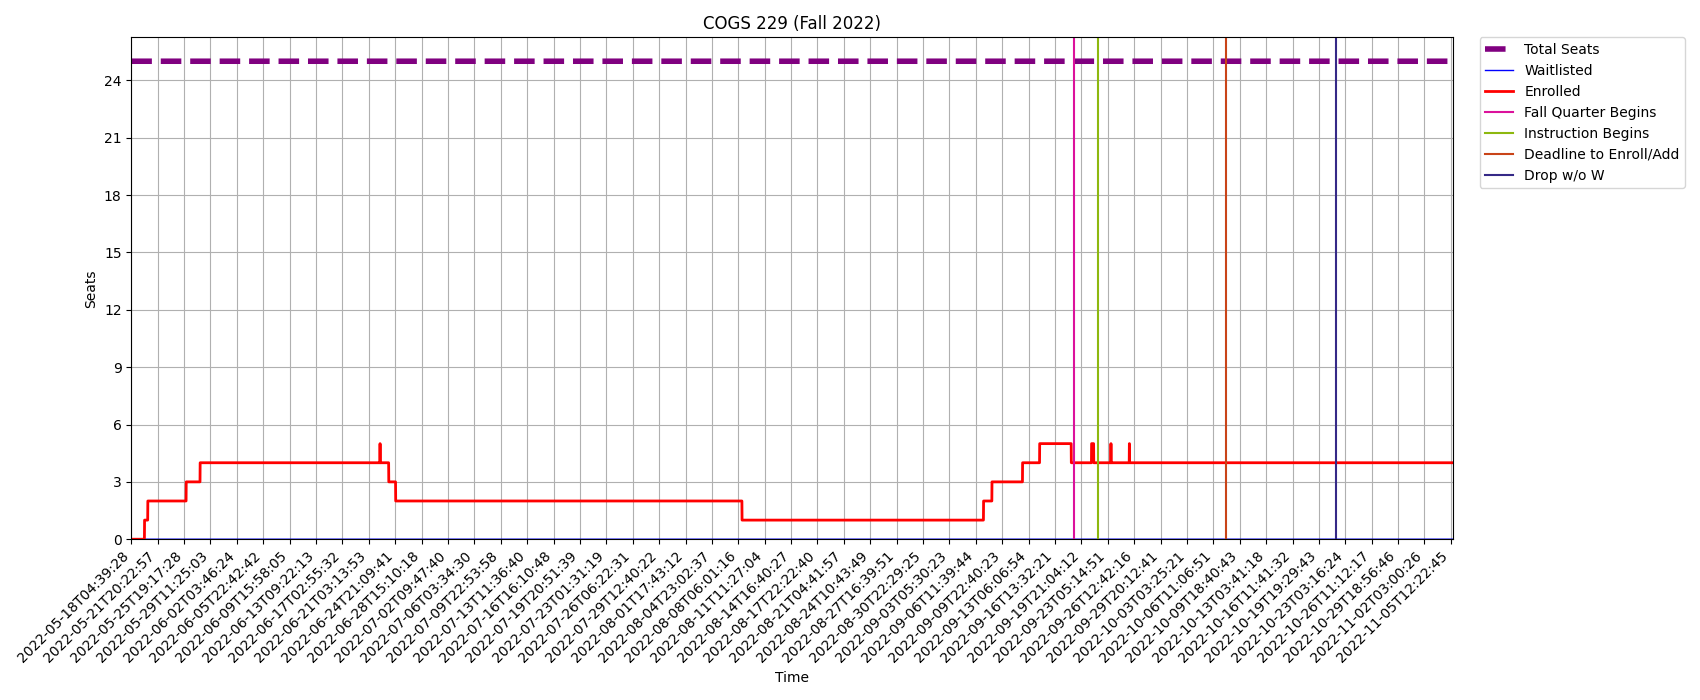 COGS 229 (Fall 2022)
Total Seats
Waitlisted
Enrolled
Fall Quarter Begins
Instruction Begins
Deadline to Enroll/Add
Drop w/o W
Seats
24
21
18
15
12
9
6
3
0
2022-05-18T04:39:28
2022-05-21T20:22:57
2022-05-25T19:17:28
2022-05-29T11:25:03
2022-06-02T03:46:24
2022-06-05T22:42:42
2022-06-09T15:58:05
2022-06-13T09:22:13
2022-06-17T02:55:32
2022-06-21T03:13:53
2022-06-24T21:09:41
2022-06-28T15:10:18
2022-07-02T09:47:40
2022-07-06T03:34:30
2022-07-09T22:53:58
2022-07-13T11:36:40
2022-07-16T16:10:48
2022-07-19T20:51:39
2022-07-23T01:31:19
2022-07-26T06:22:31
2022-07-29T12:40:22
2022-08-01T17:43:12
2022-08-04T23:02:37
2022-08-08T06:01:16
2022-08-11T11:27:04
2022-08-14T16:40:27
2022-08-17T22:22:40
2022-08-21T04:41:57
2022-08-24T10:43:49
2022-08-27T16:39:51
2022-08-30T22:29:25
2022-09-03T05:30:23
2022-09-06T11:39:44
2022-09-09T22:40:23
2022-09-13T06:06:54
2022-09-16T13:32:21
2022-09-19T21:04:12
2022-09-23T05:14:51
2022-09-26T12:42:16
2022-09-29T20:12:41
2022-10-03T03:25:21
2022-10-06T11:06:51
2022-10-09T18:40:43
2022-10-13T03:41:18
2022-10-16T11:41:32
2022-10-19T19:29:43
2022-10-23T03:16:24
2022-10-26T11:12:17
2022-10-29T18:56:46
2022-11-02T03:00:26
2022-11-05T12:22:45
Time